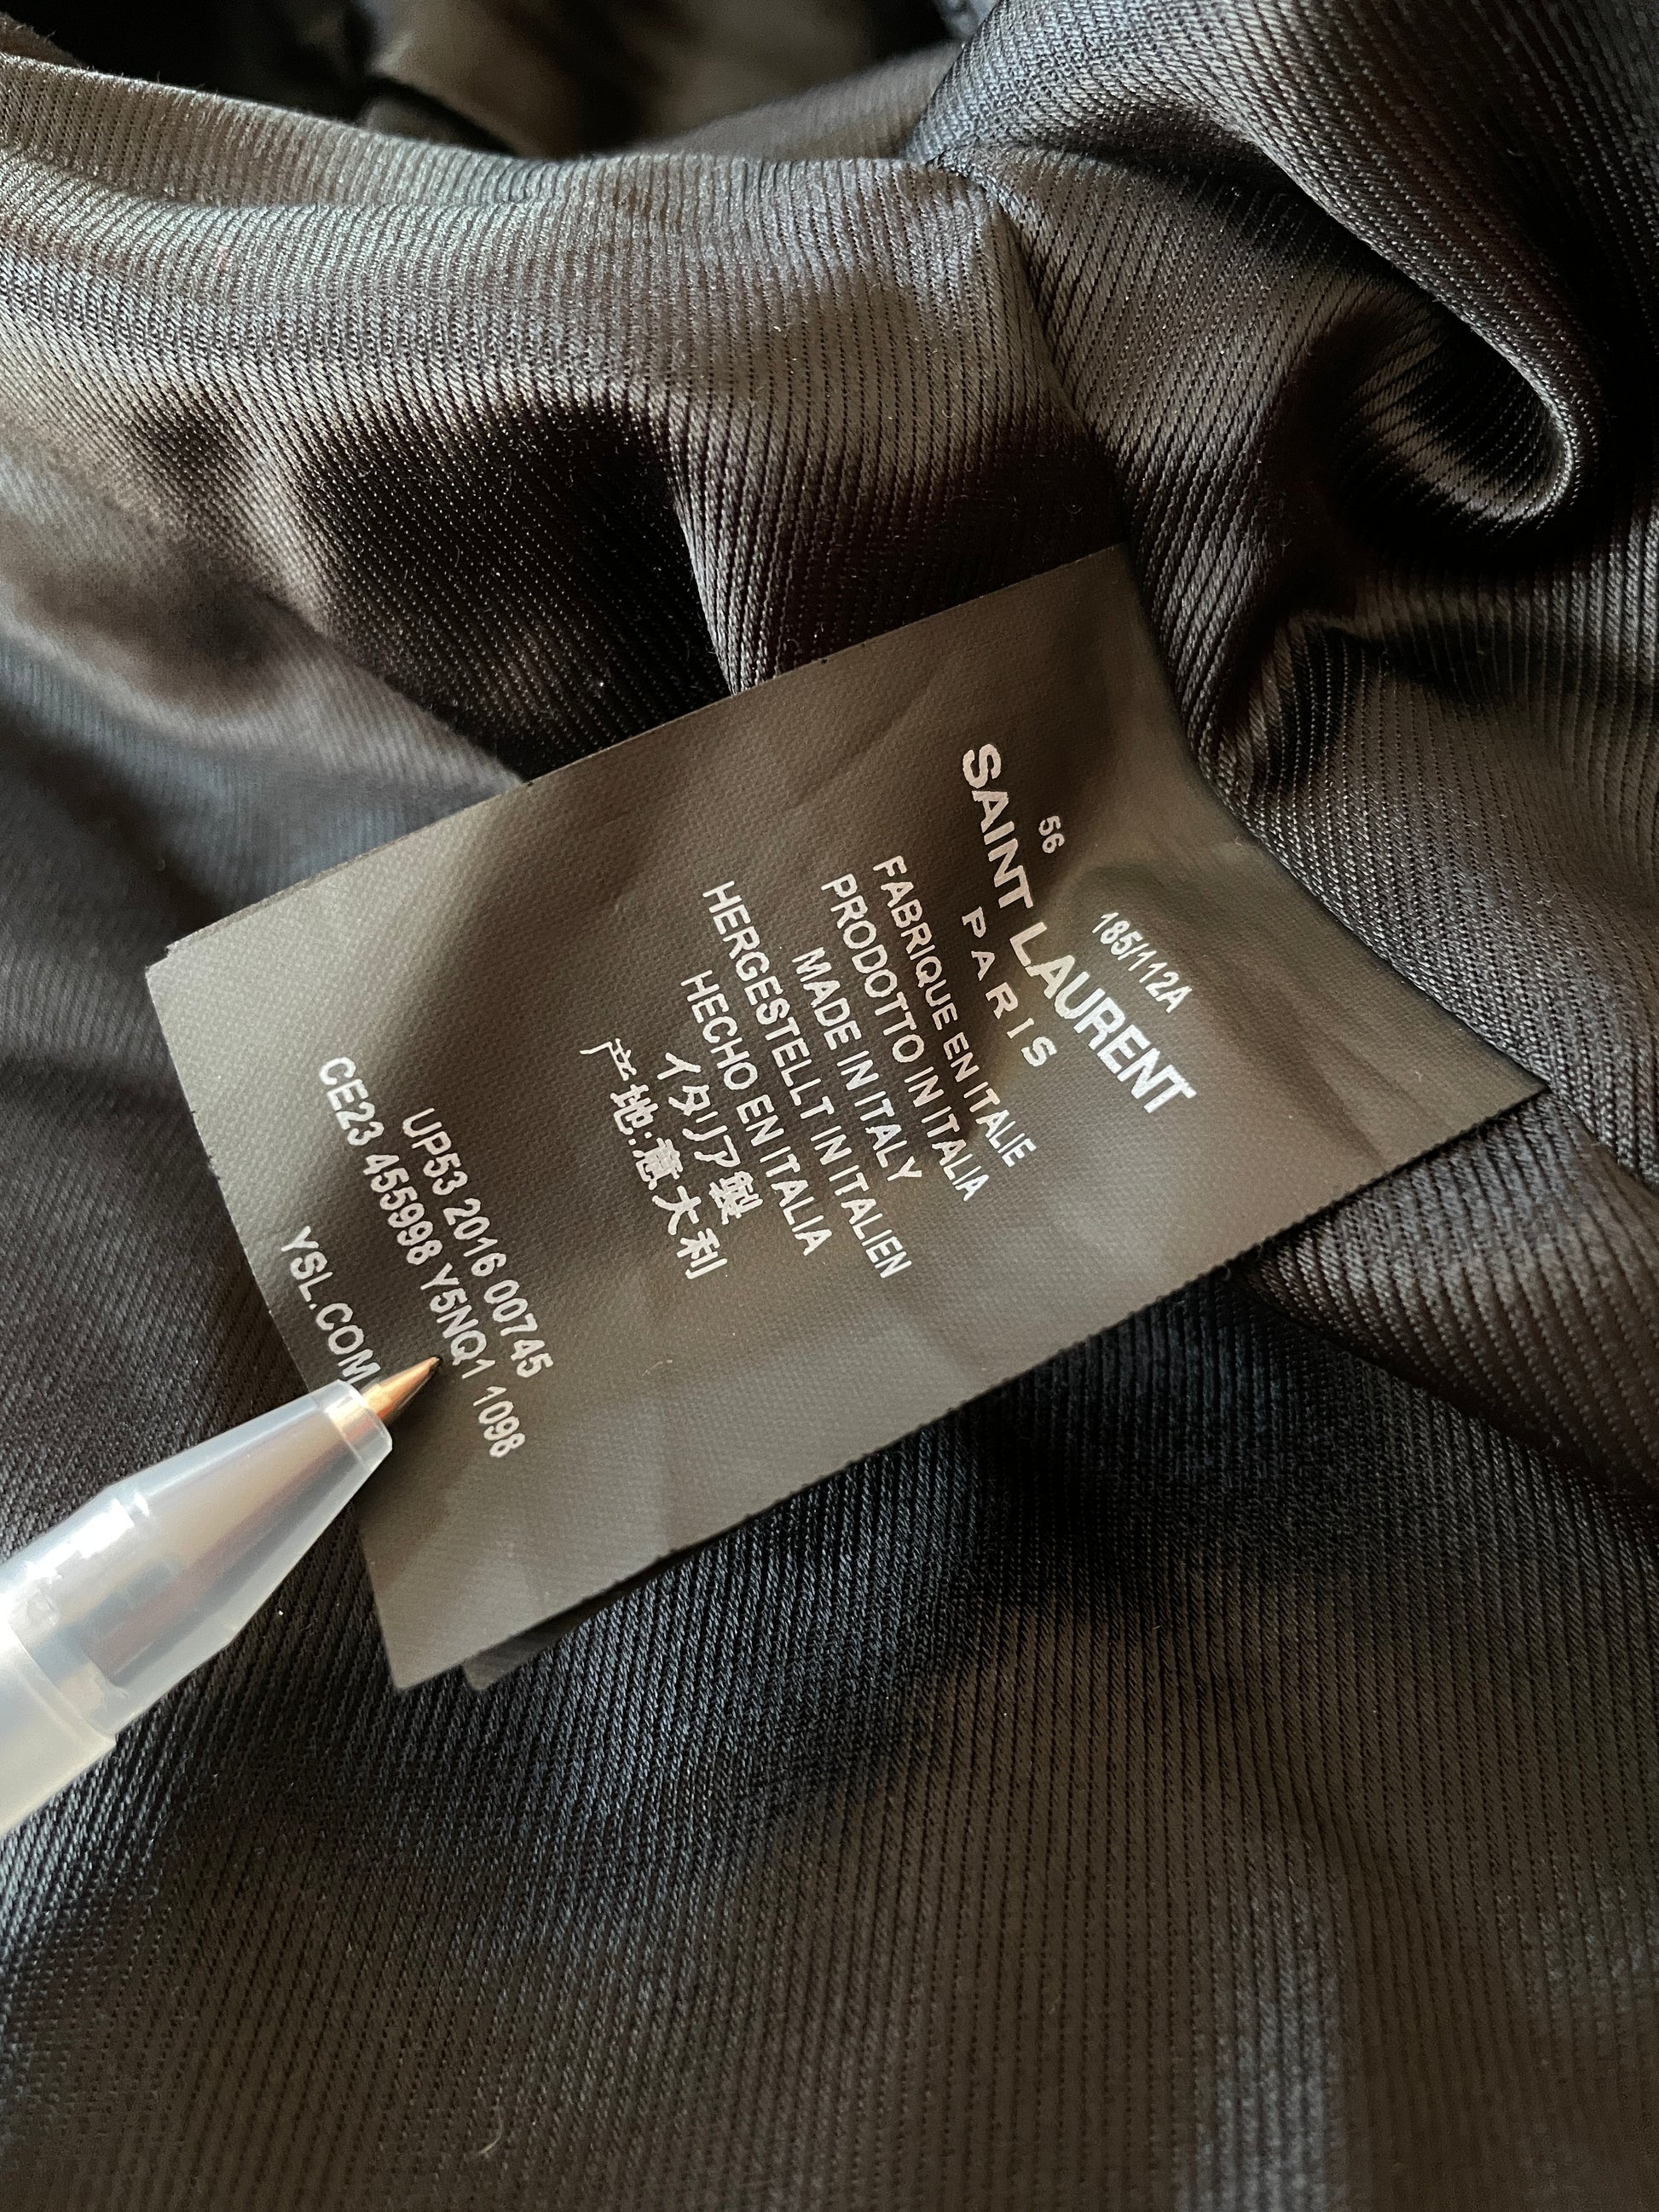 56 185/112A
SAINT LAURENT
PARIS
FABRIQUE EN ITALIE
PRODOTTO IN ITALIA
MADE IN ITALY
HERGESTELLT IN ITALIEN
HECHO EN ITALIA
イタリア製
产地:意大利
UP53 2016 00745
CE23 455998 Y5NQ1 1098
YSL.COM